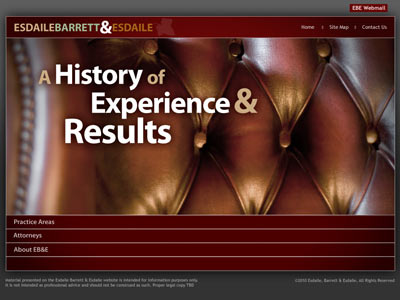 EBE Webmail
ESDAILEBARRETT&ESDAILE
Home | Site Map | Contact Us
A History of
Experience &
Results
Practice Areas
Attorneys
About EB&E
Material presented on the Esdaile Barrett & Esdaile website is intended for information purposes only.
It is not intended as professional advice and should not be construed as such. Proper legal copy TBD
©2010 Esdaile, Barrett & Esdaile, All Rights Reserved